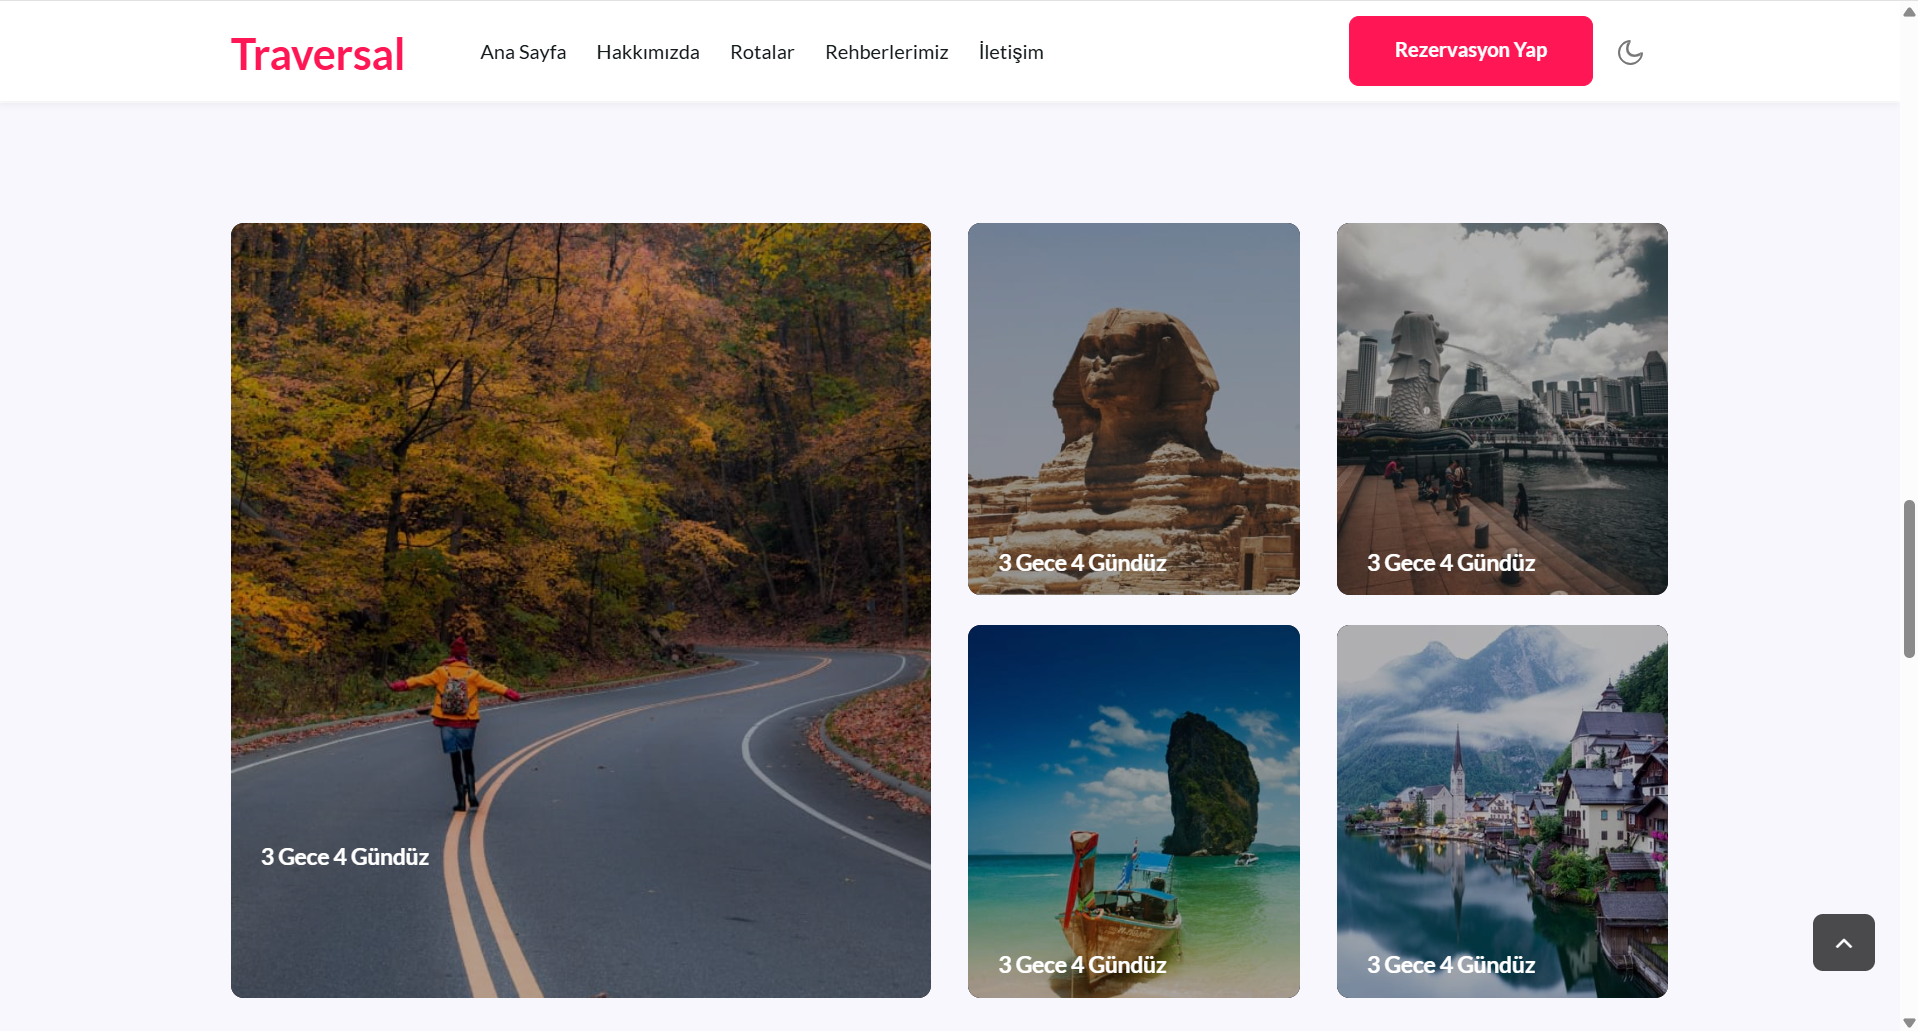 Traversal
Ana Sayfa
Hakkımızda
Rotalar
Rehberlerimiz
İletişim
Rezervasyon Yap
3 Gece 4 Gündüz
3 Gece 4 Gündüz
3 Gece 4 Gündüz
3 Gece 4 Gündüz
3 Gece 4 Gündüz